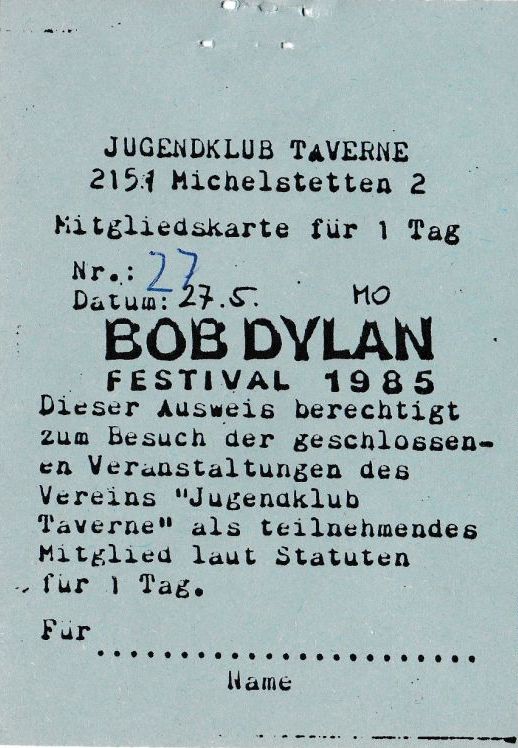 JUGENDKLUB TAVERNE
2151 Michelstetten 2
Mitgliedskarte für 1 Tag
Nr.: 27
Datum: 27.5. MO
BOB DYLAN
FESTIVAL 1985
Dieser Ausweis berechtigt
zum Besuch der geschlossen-
en Veranstaltungen des
Vereins "Jugendklub
Taverne" als teilnehmendes
Mitglied laut Statuten
für 1 Tag.
Für ........................
Name